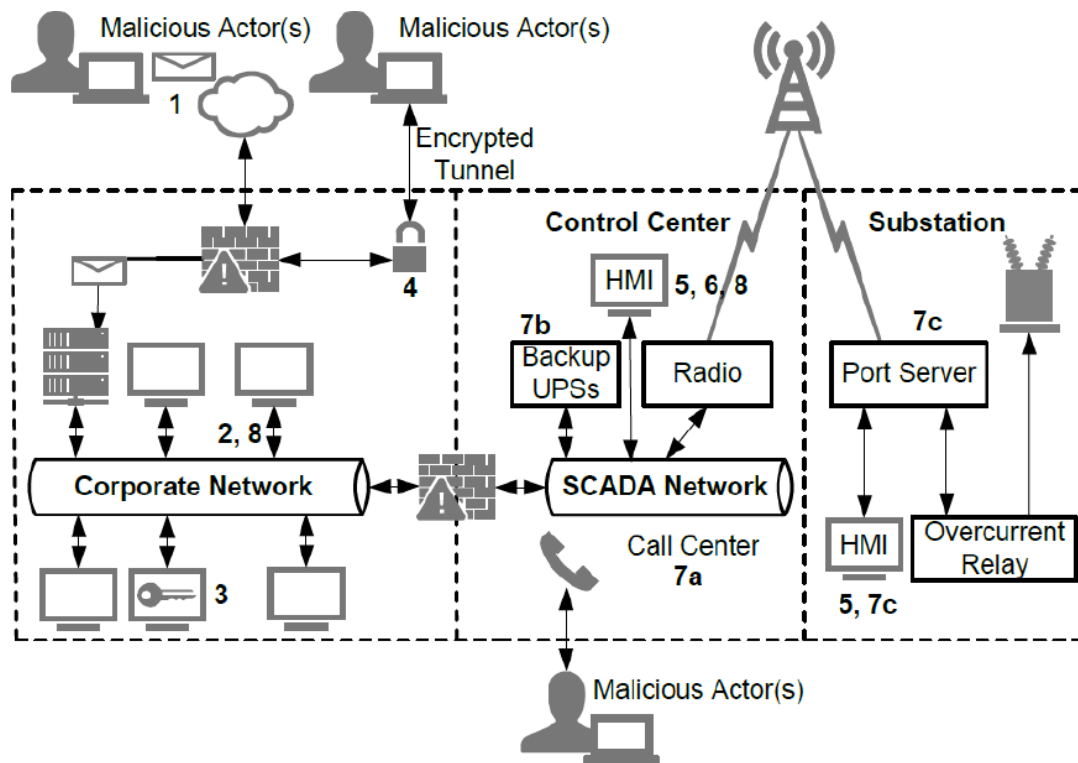 Malicious Actor(s)
Malicious Actor(s)
1
Encrypted
Tunnel
Control Center
Substation
4
HMI
5, 6, 8
7b
7c
Backup
UPSs
Radio
Port Server
2, 8
Corporate Network
SCADA Network
Call Center
7a
HMI
Overcurrent
Relay
3
5, 7c
Malicious Actor(s)